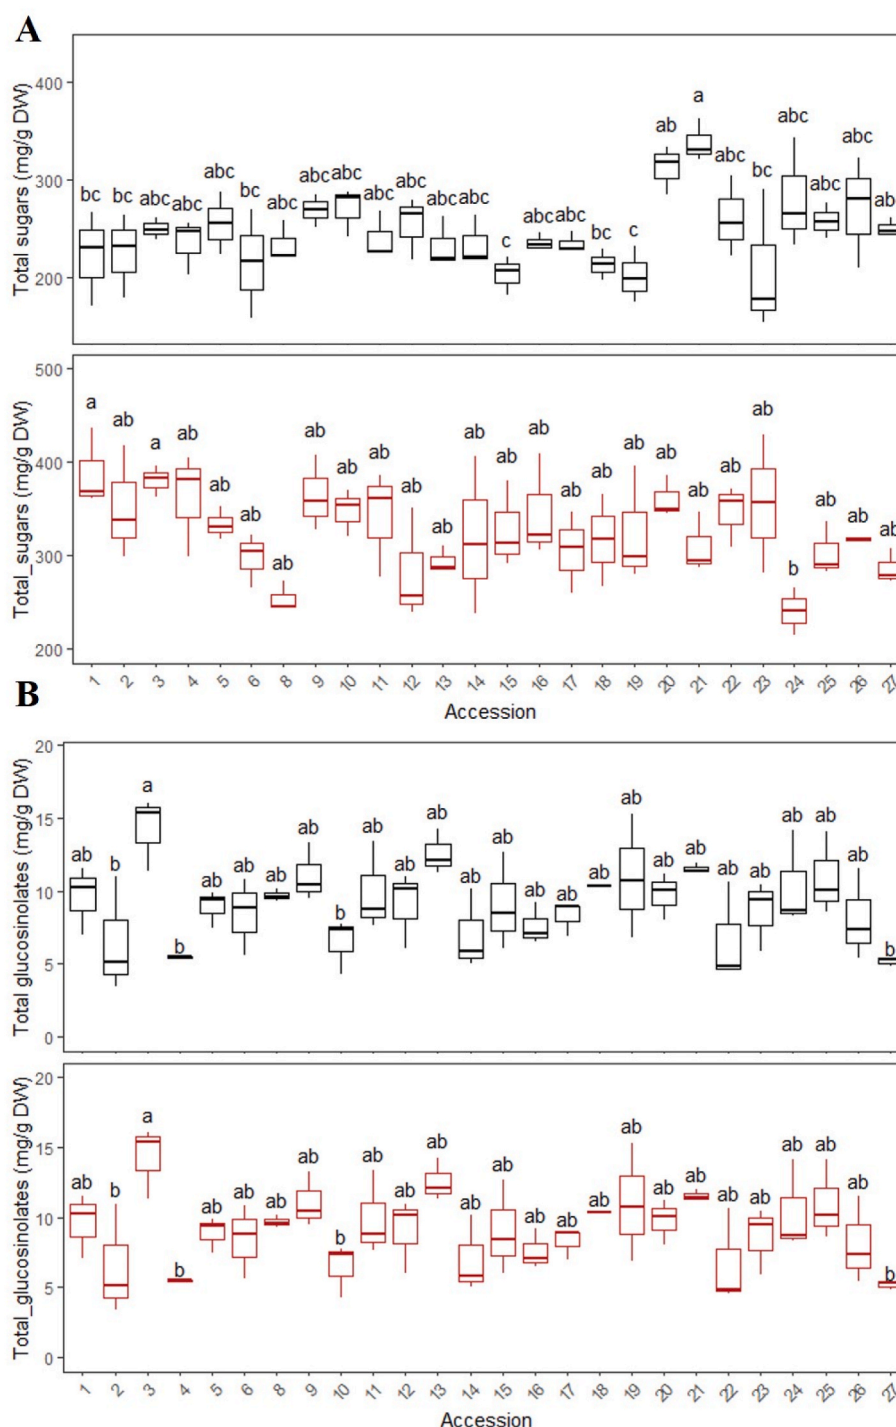 A
Total sugars (mg/g DW)
400
300
200
bc bc abc abc abc bc abc abc abc abc abc abc abc c abc abc bc c ab a abc bc abc abc abc abc
Total_sugars (mg/g DW)
500
400
300
200
a ab a ab ab ab ab ab ab ab ab ab ab ab ab ab ab ab ab ab ab ab b ab ab ab
1 2 3 4 5 6 8 9 10 11 12 13 14 15 16 17 18 19 20 21 22 23 24 25 26 27
Accession
B
Total glucosinolates (mg/g DW)
20
15
10
5
0
ab b a b ab ab ab ab b ab ab ab ab ab ab ab ab ab ab ab ab ab ab ab ab b
Total_glucosinolates (mg/g DW)
20
15
10
5
0
ab b a b ab ab ab ab b ab ab ab ab ab ab ab ab ab ab ab ab ab ab ab ab b
1 2 3 4 5 6 8 9 10 11 12 13 14 15 16 17 18 19 20 21 22 23 24 25 26 27
Accession